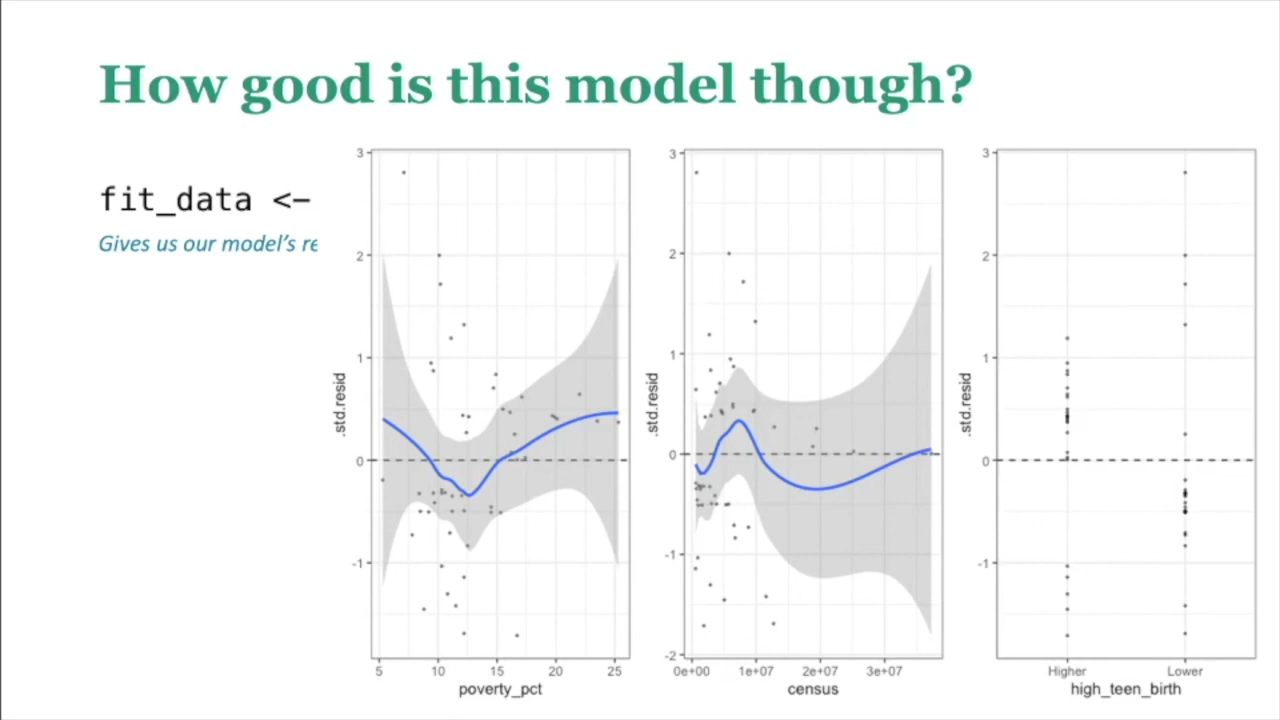 How good is this model though?
fit_data <-
Gives us our model's re
.std.resid
3
2
1
0
-1
5 10 15 20 25
poverty_pct
.std.resid
3
2
1
0
-1
-2
0e+00 1e+07 2e+07 3e+07
census
.std.resid
3
2
1
0
-1
Higher Lower
high_teen_birth